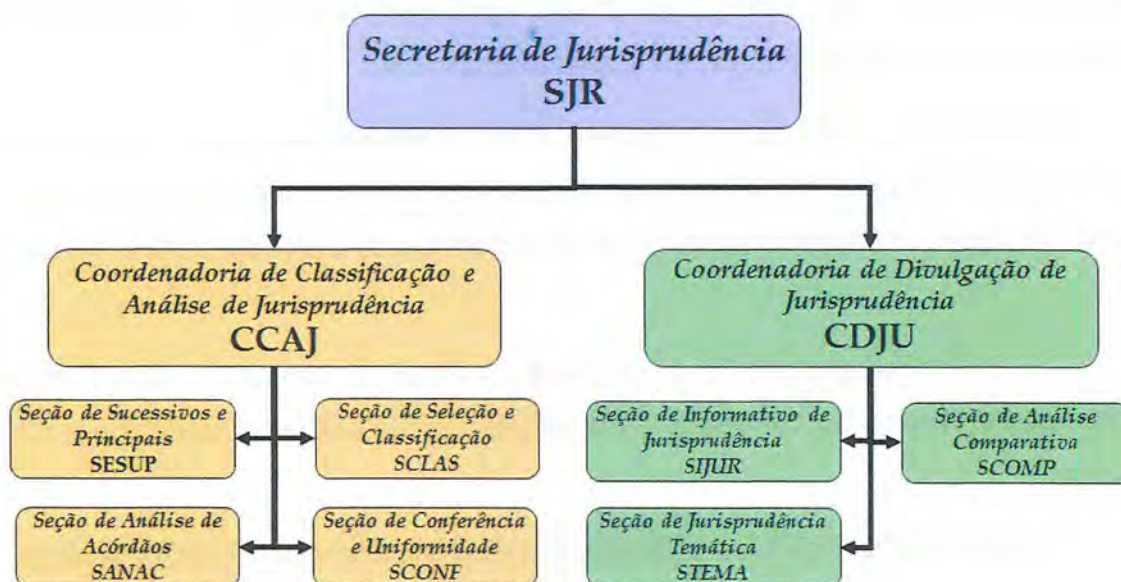 Secretaria de Jurisprudência
SJR
Coordenadoria de Classificação e
Análise de Jurisprudência
CCAJ
Coordenadoria de Divulgação de
Jurisprudência
CDJU
Seção de Sucessivos e
Principais
SESUP
Seção de Seleção e
Classificação
SCLAS
Seção de Informativo de
Jurisprudência
SIJUR
Seção de Análise
Comparativa
SCOMP
Seção de Análise de
Acórdãos
SANAC
Seção de Conferência
e Uniformidade
SCONF
Seção de Jurisprudência
Temática
STEMA